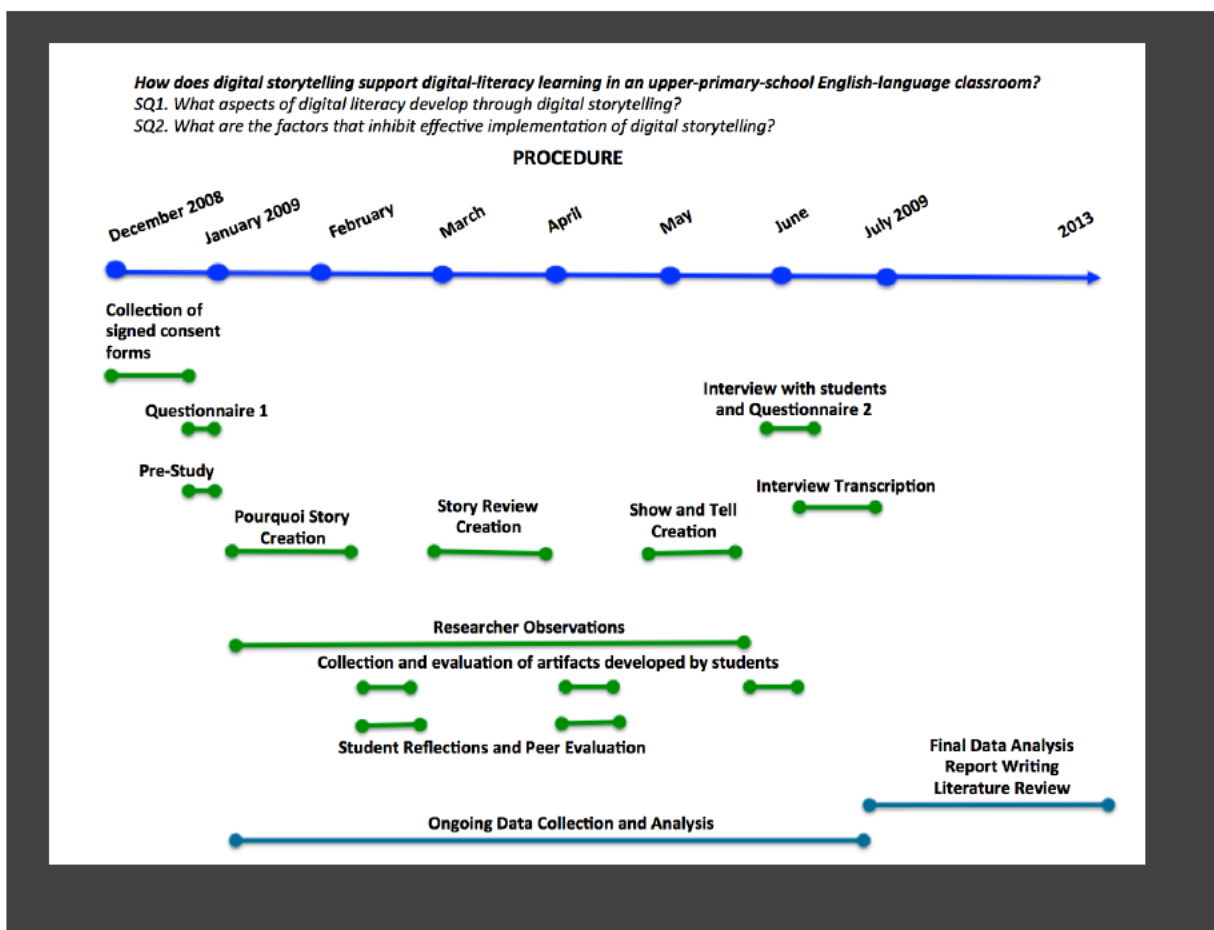 How does digital storytelling support digital-literacy learning in an upper-primary-school English-language classroom?
SQ1. What aspects of digital literacy develop through digital storytelling?
SQ2. What are the factors that inhibit effective implementation of digital storytelling?
PROCEDURE
December 2008
January 2009
February
March
April
May
June
July 2009
2013
Collection of
signed consent
forms
Questionnaire 1
Interview with students
and Questionnaire 2
Pre-Study
Interview Transcription
Pourquoi Story
Creation
Story Review
Creation
Show and Tell
Creation
Researcher Observations
Collection and evaluation of artifacts developed by students
Student Reflections and Peer Evaluation
Final Data Analysis
Report Writing
Literature Review
Ongoing Data Collection and Analysis